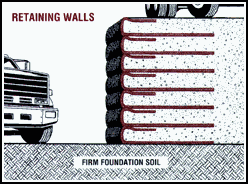 RETAINING WALLS
FIRM FOUNDATION SOIL